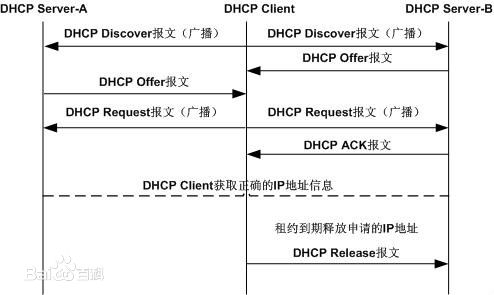 DHCP Server-A DHCP Client DHCP Server-B
DHCP Discover报文（广播） DHCP Discover报文（广播）
DHCP Offer报文
DHCP Offer报文
DHCP Request报文（广播） DHCP Request报文（广播）
DHCP ACK报文
DHCP Client获取正确的IP地址信息
租约到期释放申请的IP地址
DHCP Release报文
Bai百科